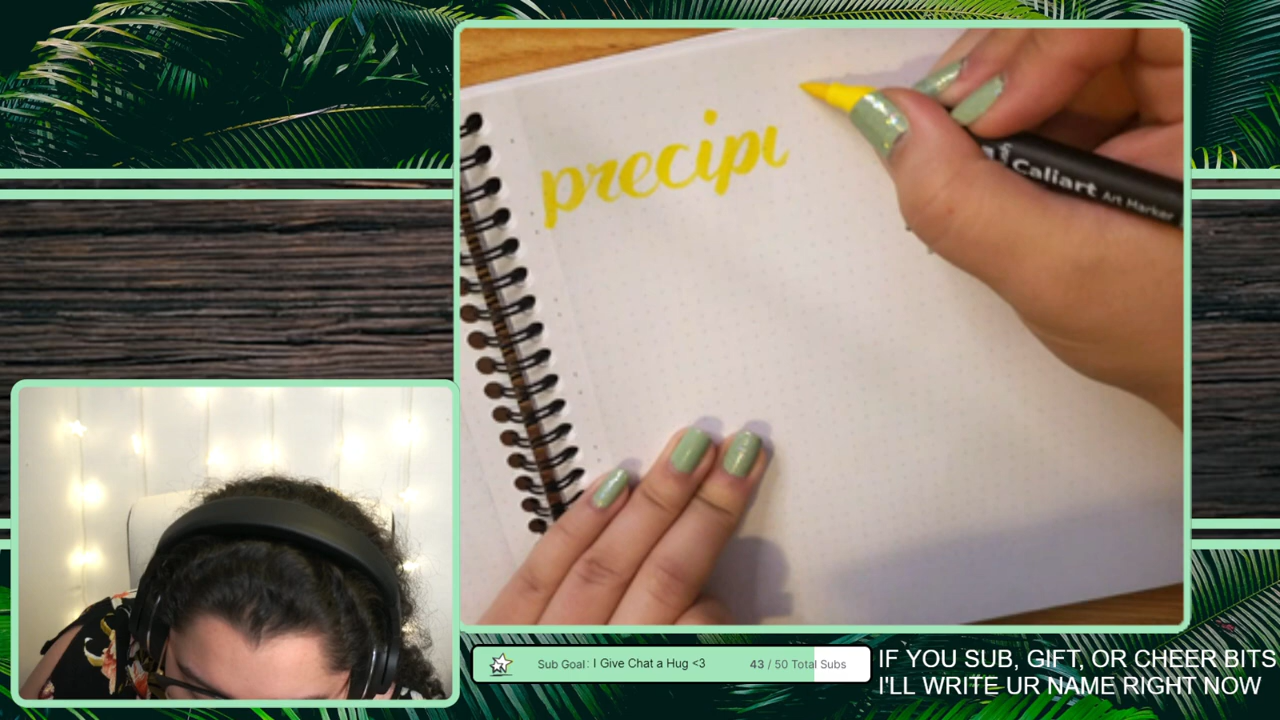 precipi
Caliart Art Marker
Sub Goal: I Give Chat a Hug <3 43 / 50 Total Subs
IF YOU SUB, GIFT, OR CHEER BITS
I'LL WRITE UR NAME RIGHT NOW